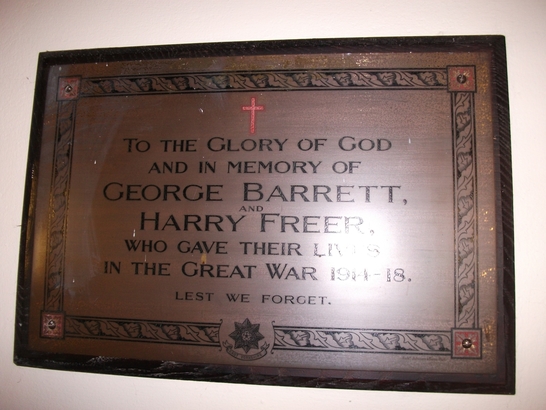 TO THE GLORY OF GOD
AND IN MEMORY OF
GEORGE BARRETT,
AND
HARRY FREER,
WHO GAVE THEIR LIVES
IN THE GREAT WAR 1914-18.
LEST WE FORGET.